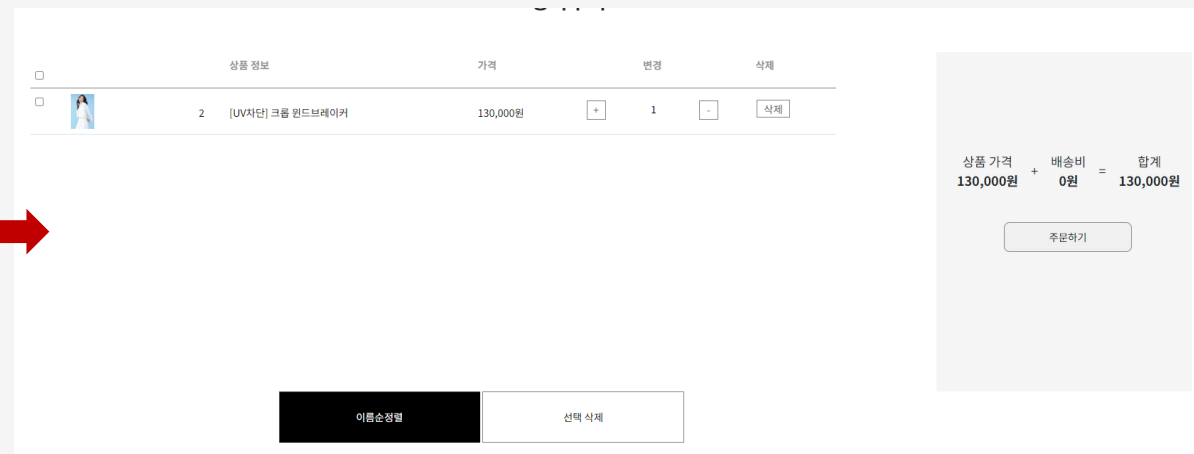 상품 정보 가격 변경 삭제
2 [UV차단] 크롭 윈드브레이커 130,000원 + 1 - 삭제
상품 가격 + 배송비 = 합계
130,000원 0원 130,000원
주문하기
이름순정렬 선택 삭제